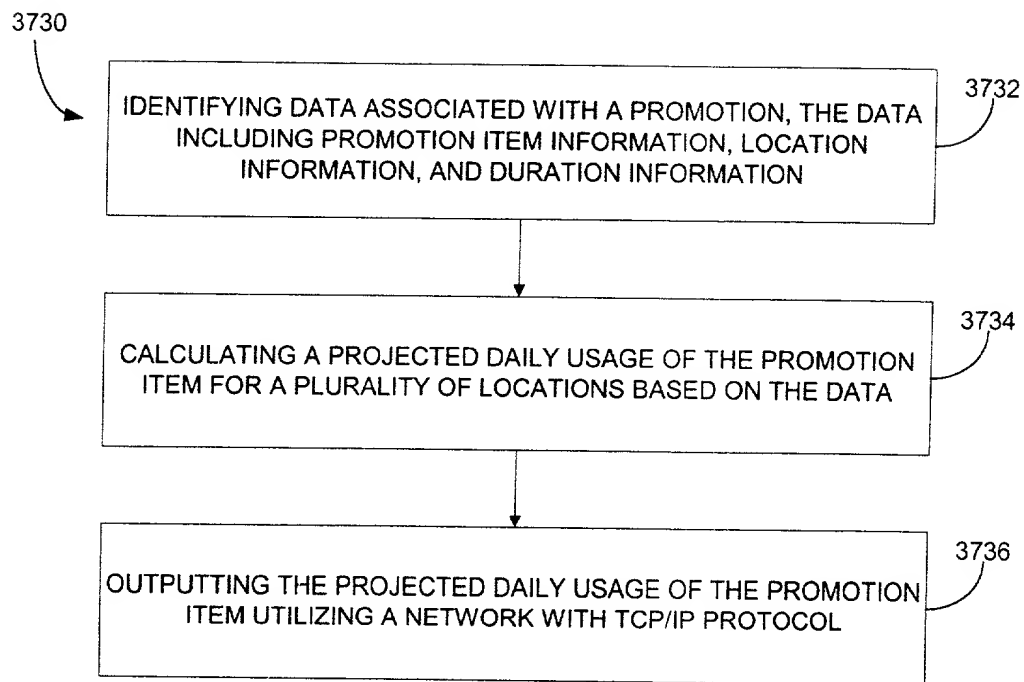 3730
3732
IDENTIFYING DATA ASSOCIATED WITH A PROMOTION, THE DATA
INCLUDING PROMOTION ITEM INFORMATION, LOCATION
INFORMATION, AND DURATION INFORMATION
3734
CALCULATING A PROJECTED DAILY USAGE OF THE PROMOTION
ITEM FOR A PLURALITY OF LOCATIONS BASED ON THE DATA
3736
OUTPUTTING THE PROJECTED DAILY USAGE OF THE PROMOTION
ITEM UTILIZING A NETWORK WITH TCP/IP PROTOCOL